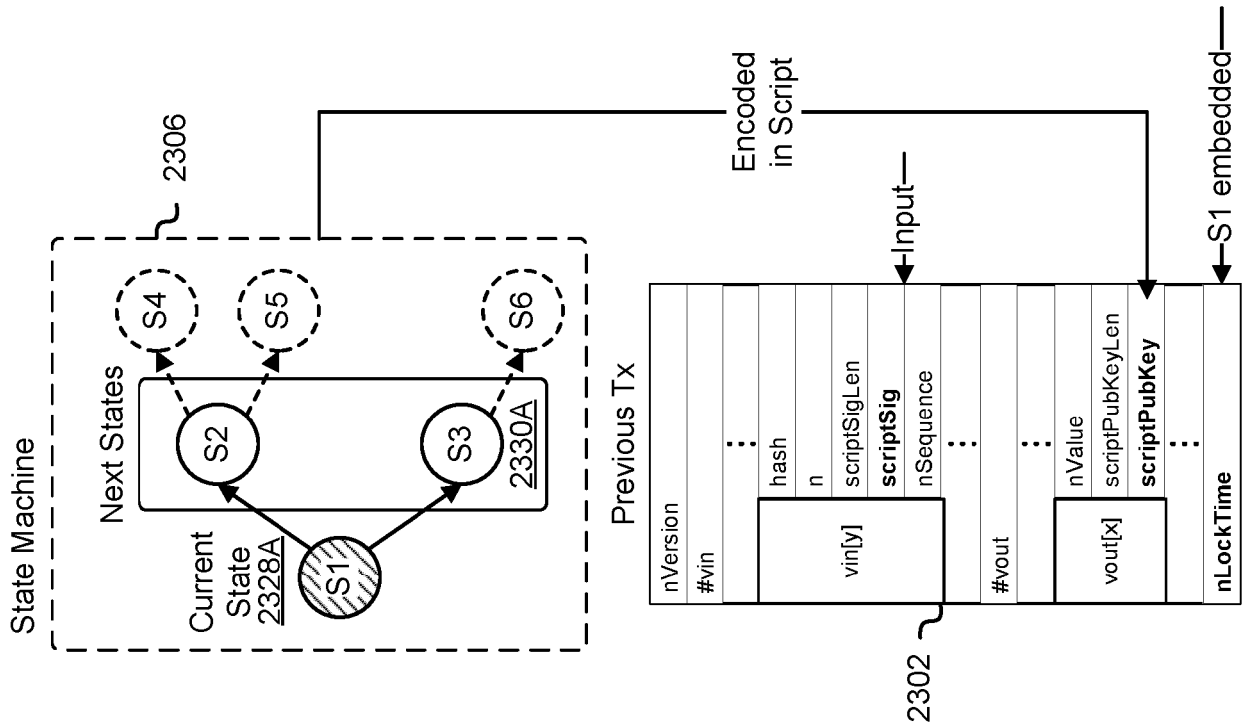 State Machine
Current
State
2328A
Next States
S1
S2
S3
2330A
S4
S5
S6
2306
Encoded
in Script
Previous Tx
2302
nVersion
#vin
vin[y]
hash
n
scriptSigLen
scriptSig
nSequence
Input
#vout
vout[x]
nValue
scriptPubKeyLen
scriptPubKey
nLockTime
S1 embedded